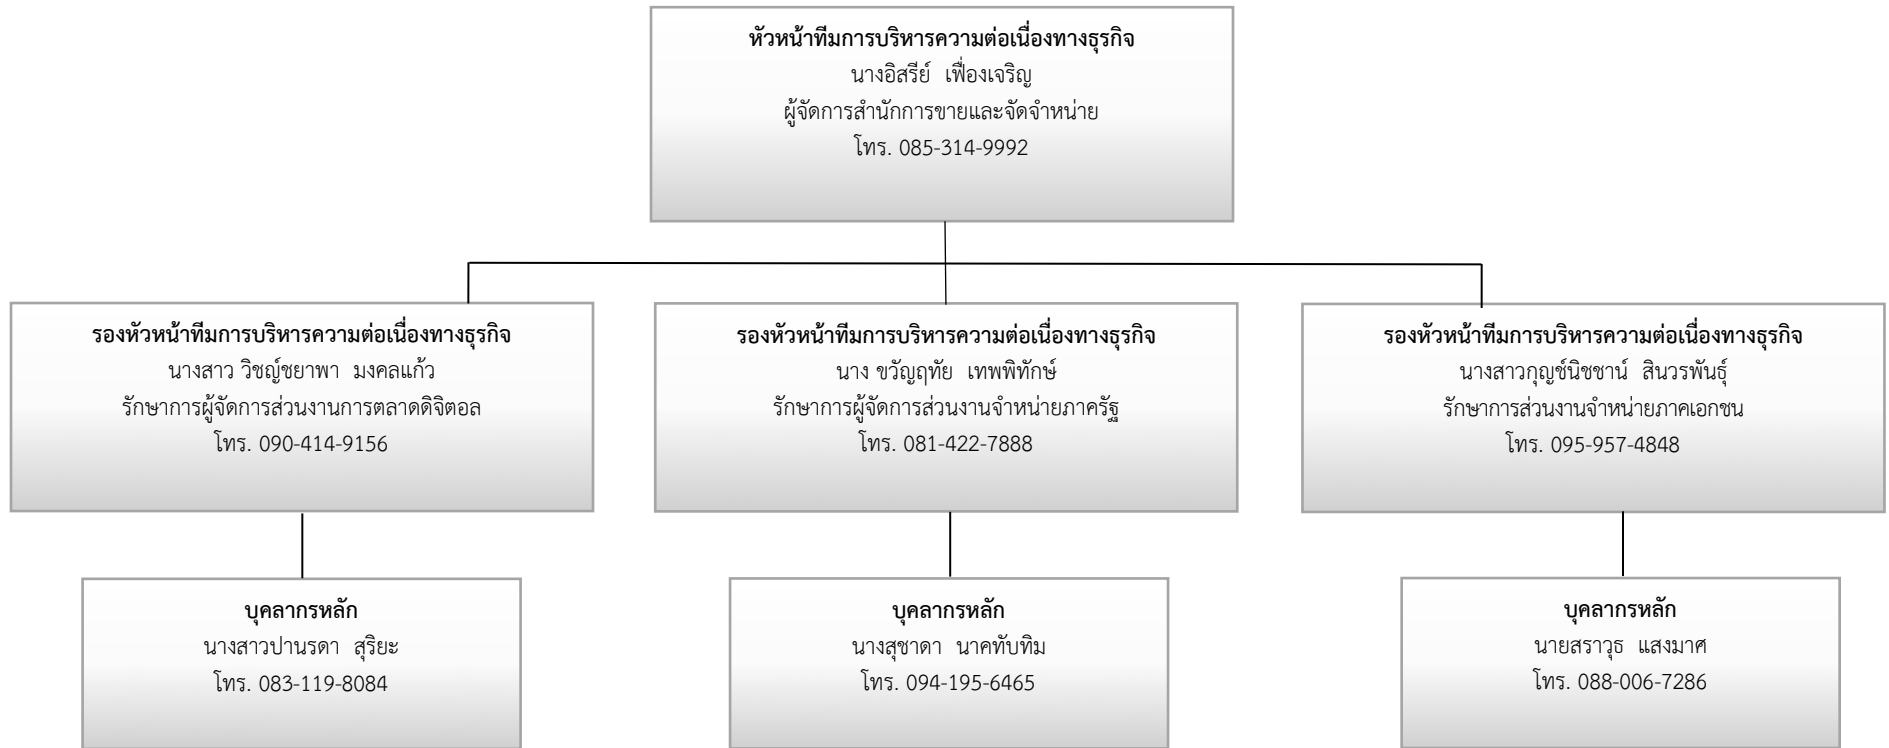 หัวหน้าทีมการบริหารความต่อเนื่องทางธุรกิจ
นางอิสรีย์  เฟื่องเจริญ
ผู้จัดการสำนักการขายและจัดจำหน่าย
โทร. 085-314-9992
รองหัวหน้าทีมการบริหารความต่อเนื่องทางธุรกิจ
นางสาว วิชญ์ชยาพา  มงคลแก้ว
รักษาการผู้จัดการส่วนงานการตลาดดิจิตอล
โทร. 090-414-9156
รองหัวหน้าทีมการบริหารความต่อเนื่องทางธุรกิจ
นาง ขวัญฤทัย  เทพพิทักษ์
รักษาการผู้จัดการส่วนงานจำหน่ายภาครัฐ
โทร. 081-422-7888
รองหัวหน้าทีมการบริหารความต่อเนื่องทางธุรกิจ
นางสาวกุญช์นิชชาน์  สินวรพันธุ์
รักษาการส่วนงานจำหน่ายภาคเอกชน
โทร. 095-957-4848
บุคลากรหลัก
นางสาวปานรดา  สุริยะ
โทร. 083-119-8084
บุคลากรหลัก
นางสุชาดา  นาคทับทิม
โทร. 094-195-6465
บุคลากรหลัก
นายสราวุธ  แสงมาศ
โทร. 088-006-7286